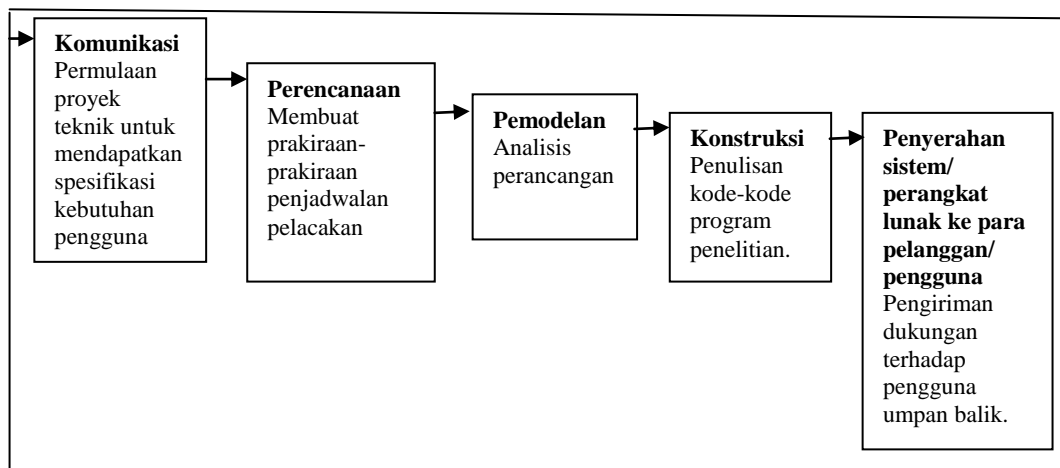 Komunikasi
Permulaan
proyek
teknik untuk
mendapatkan
spesifikasi
kebutuhan
pengguna
Perencanaan
Membuat
prakiraan-
prakiraan
penjadwalan
pelacakan
Pemodelan
Analisis
perancangan
Konstruksi
Penulisan
kode-kode
program
penelitian.
Penyerahan
sistem/
perangkat
lunak ke para
pelanggan/
pengguna
Pengiriman
dukungan
terhadap
pengguna
umpan balik.